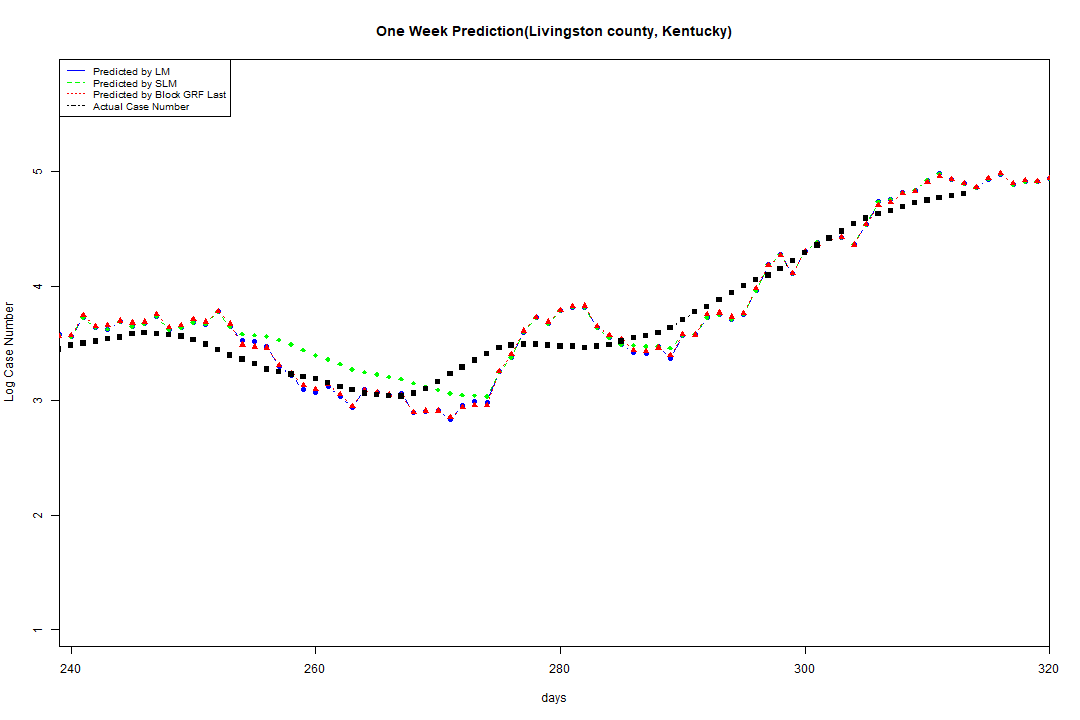 One Week Prediction(Livingston county, Kentucky)
Predicted by LM
Predicted by SLM
Predicted by Block GRF Last
Actual Case Number
5
4
3
2
1
Log Case Number
240 260 280 300 320
days